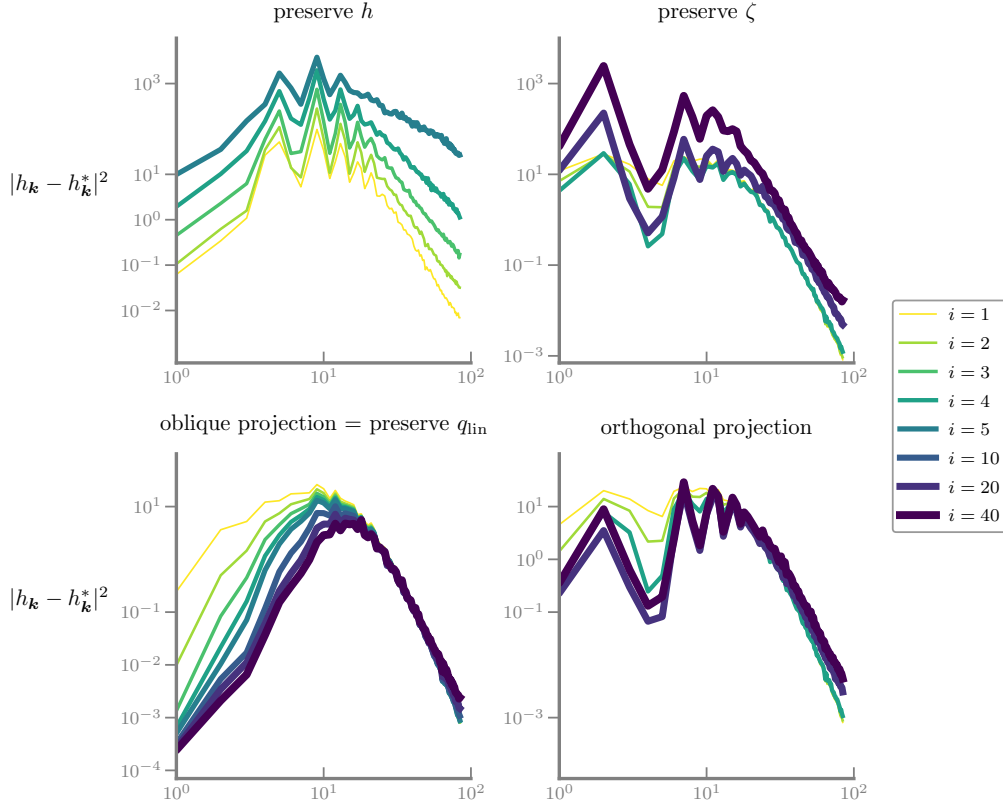 preserve h
preserve ζ
|h_k − h*_k|²
10³
10¹
10⁰
10⁻¹
10⁻²
10⁰
10¹
10²
10³
10¹
10⁻¹
10⁻³
10⁰
10¹
10²
i = 1
i = 2
i = 3
i = 4
i = 5
i = 10
i = 20
i = 40
oblique projection = preserve q_lin
orthogonal projection
|h_k − h*_k|²
10¹
10⁰
10⁻¹
10⁻²
10⁻³
10⁻⁴
10⁰
10¹
10²
10¹
10⁰
10⁻¹
10⁻³
10⁰
10¹
10²